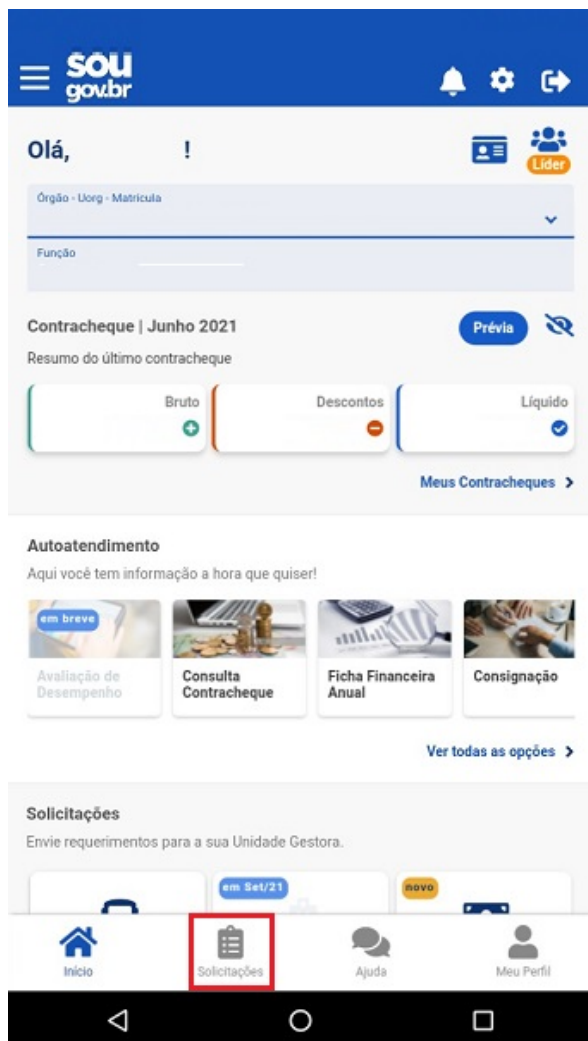 sou
gov.br
Olá, !
Líder
Órgão - Uorg - Matrícula
Função
Contracheque | Junho 2021
Prévia
Resumo do último contracheque
Bruto
Descontos
Líquido
Meus Contracheques
Autoatendimento
Aqui você tem informação a hora que quiser!
em breve
Avaliação de
Desempenho
Consulta
Contracheque
Ficha Financeira
Anual
Consignação
Ver todas as opções
Solicitações
Envie requerimentos para a sua Unidade Gestora.
em Set/21
novo
Início
Solicitações
Ajuda
Meu Perfil